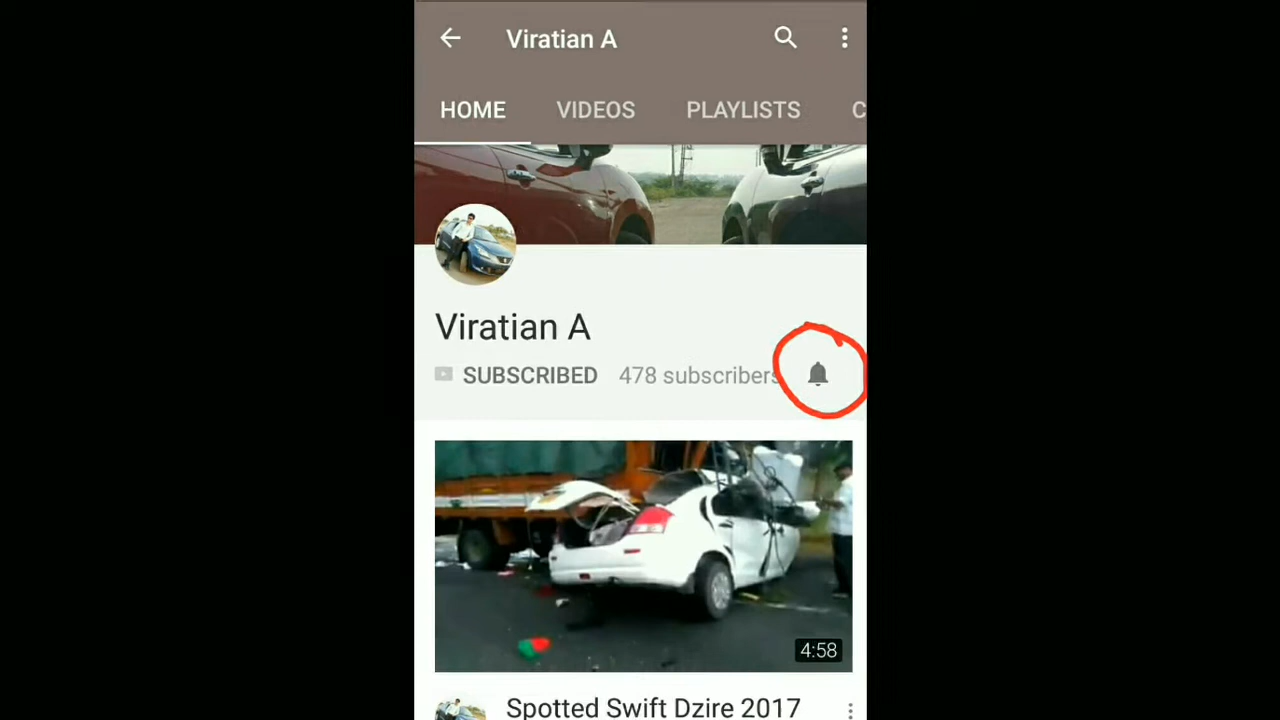 Viratian A
HOME VIDEOS PLAYLISTS C
Viratian A
SUBSCRIBED 478 subscribers
4:58
Spotted Swift Dzire 2017